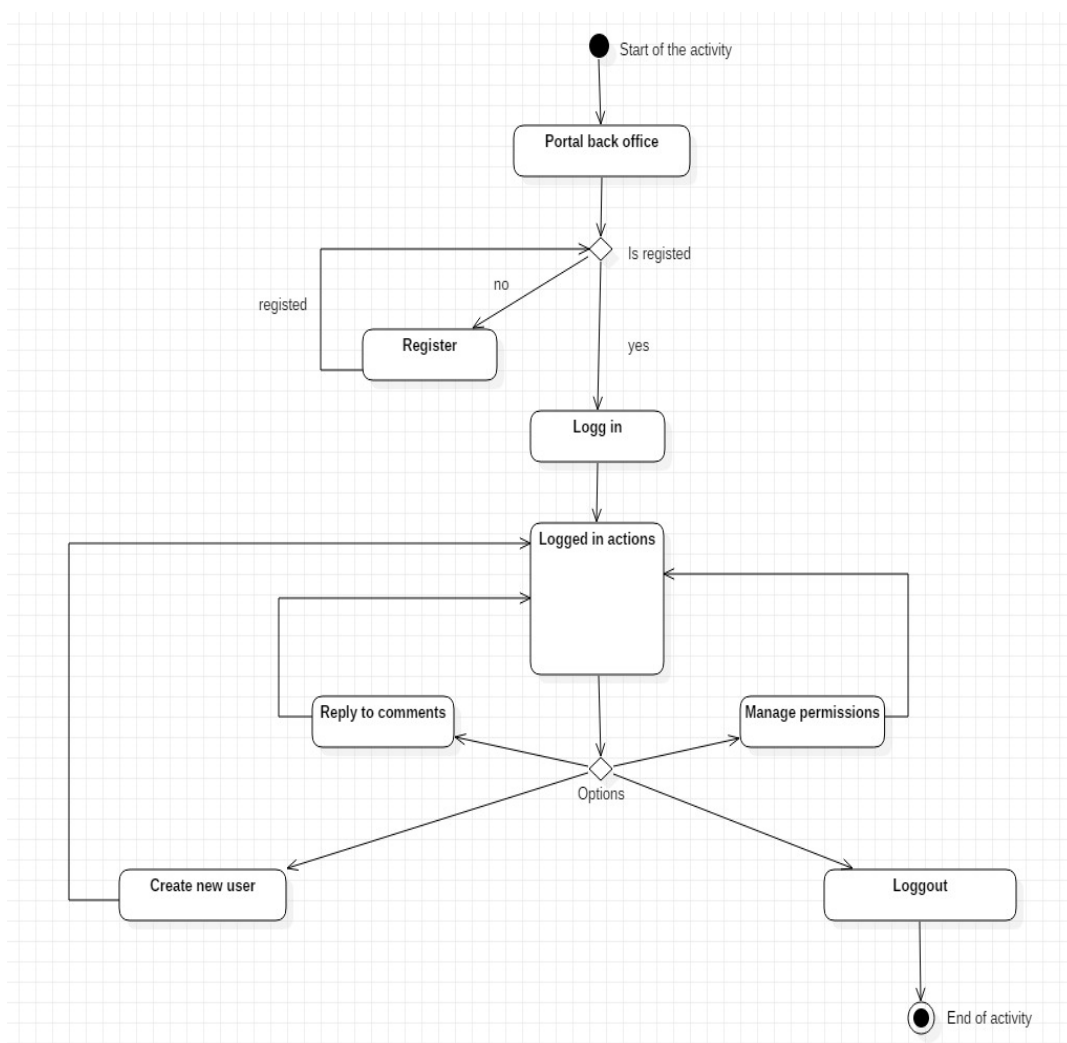 Start of the activity
Portal back office
Is registed
no
registed
yes
Register
Logg in
Logged in actions
Reply to comments
Manage permissions
Options
Create new user
Loggout
End of activity